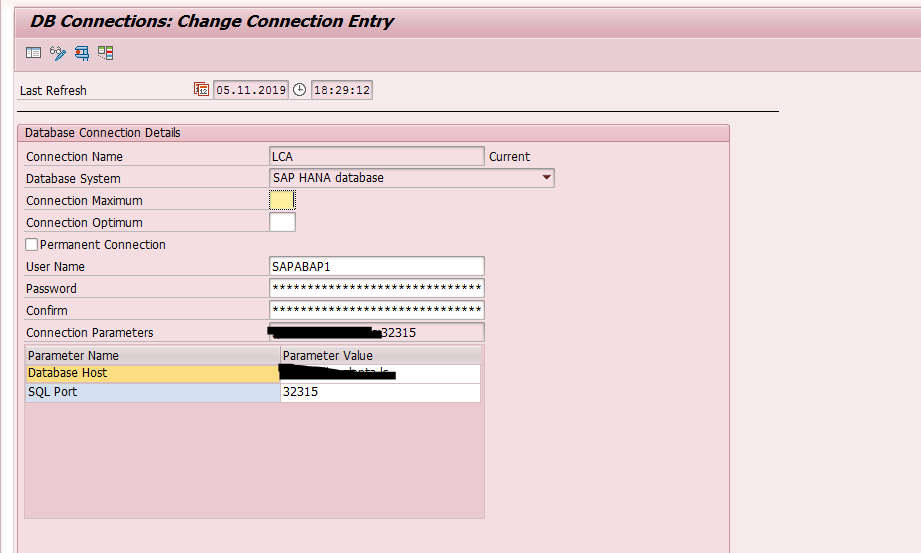 DB Connections: Change Connection Entry
Last Refresh 05.11.2019 18:29:12
Database Connection Details
Connection Name LCA Current
Database System SAP HANA database
Connection Maximum
Connection Optimum
Permanent Connection
User Name SAPABAP1
Password ******************************
Confirm ******************************
Connection Parameters :32315
Parameter Name Parameter Value
Database Host
SQL Port 32315